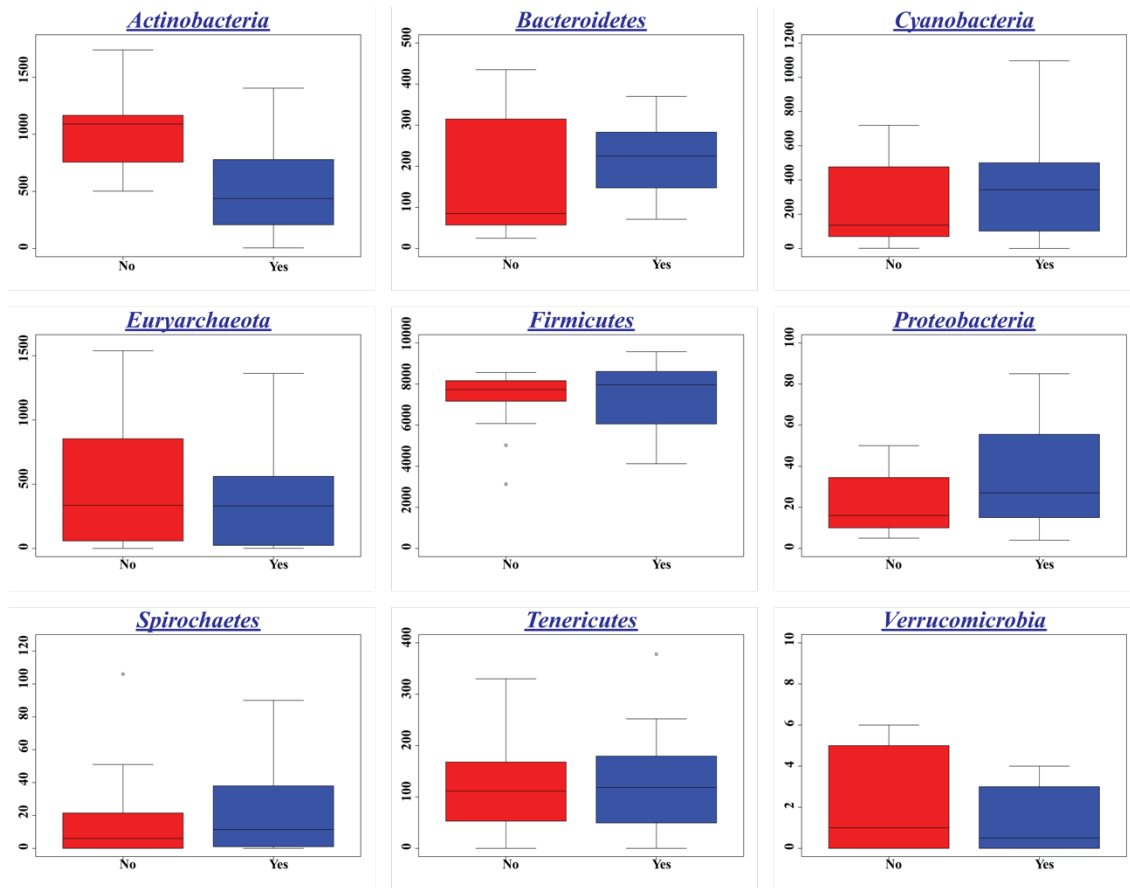 Actinobacteria
1500
1000
500
0
No Yes
Bacteroidetes
500
400
300
200
100
0
No Yes
Cyanobacteria
1200
1000
800
600
400
200
0
No Yes
Euryarchaeota
1500
1000
500
0
No Yes
Firmicutes
10000
8000
6000
4000
2000
0
No Yes
Proteobacteria
100
80
60
40
20
0
No Yes
Spirochaetes
120
100
80
60
40
20
0
No Yes
Tenericutes
400
300
200
100
0
No Yes
Verrucomicrobia
10
8
6
4
2
0
No Yes